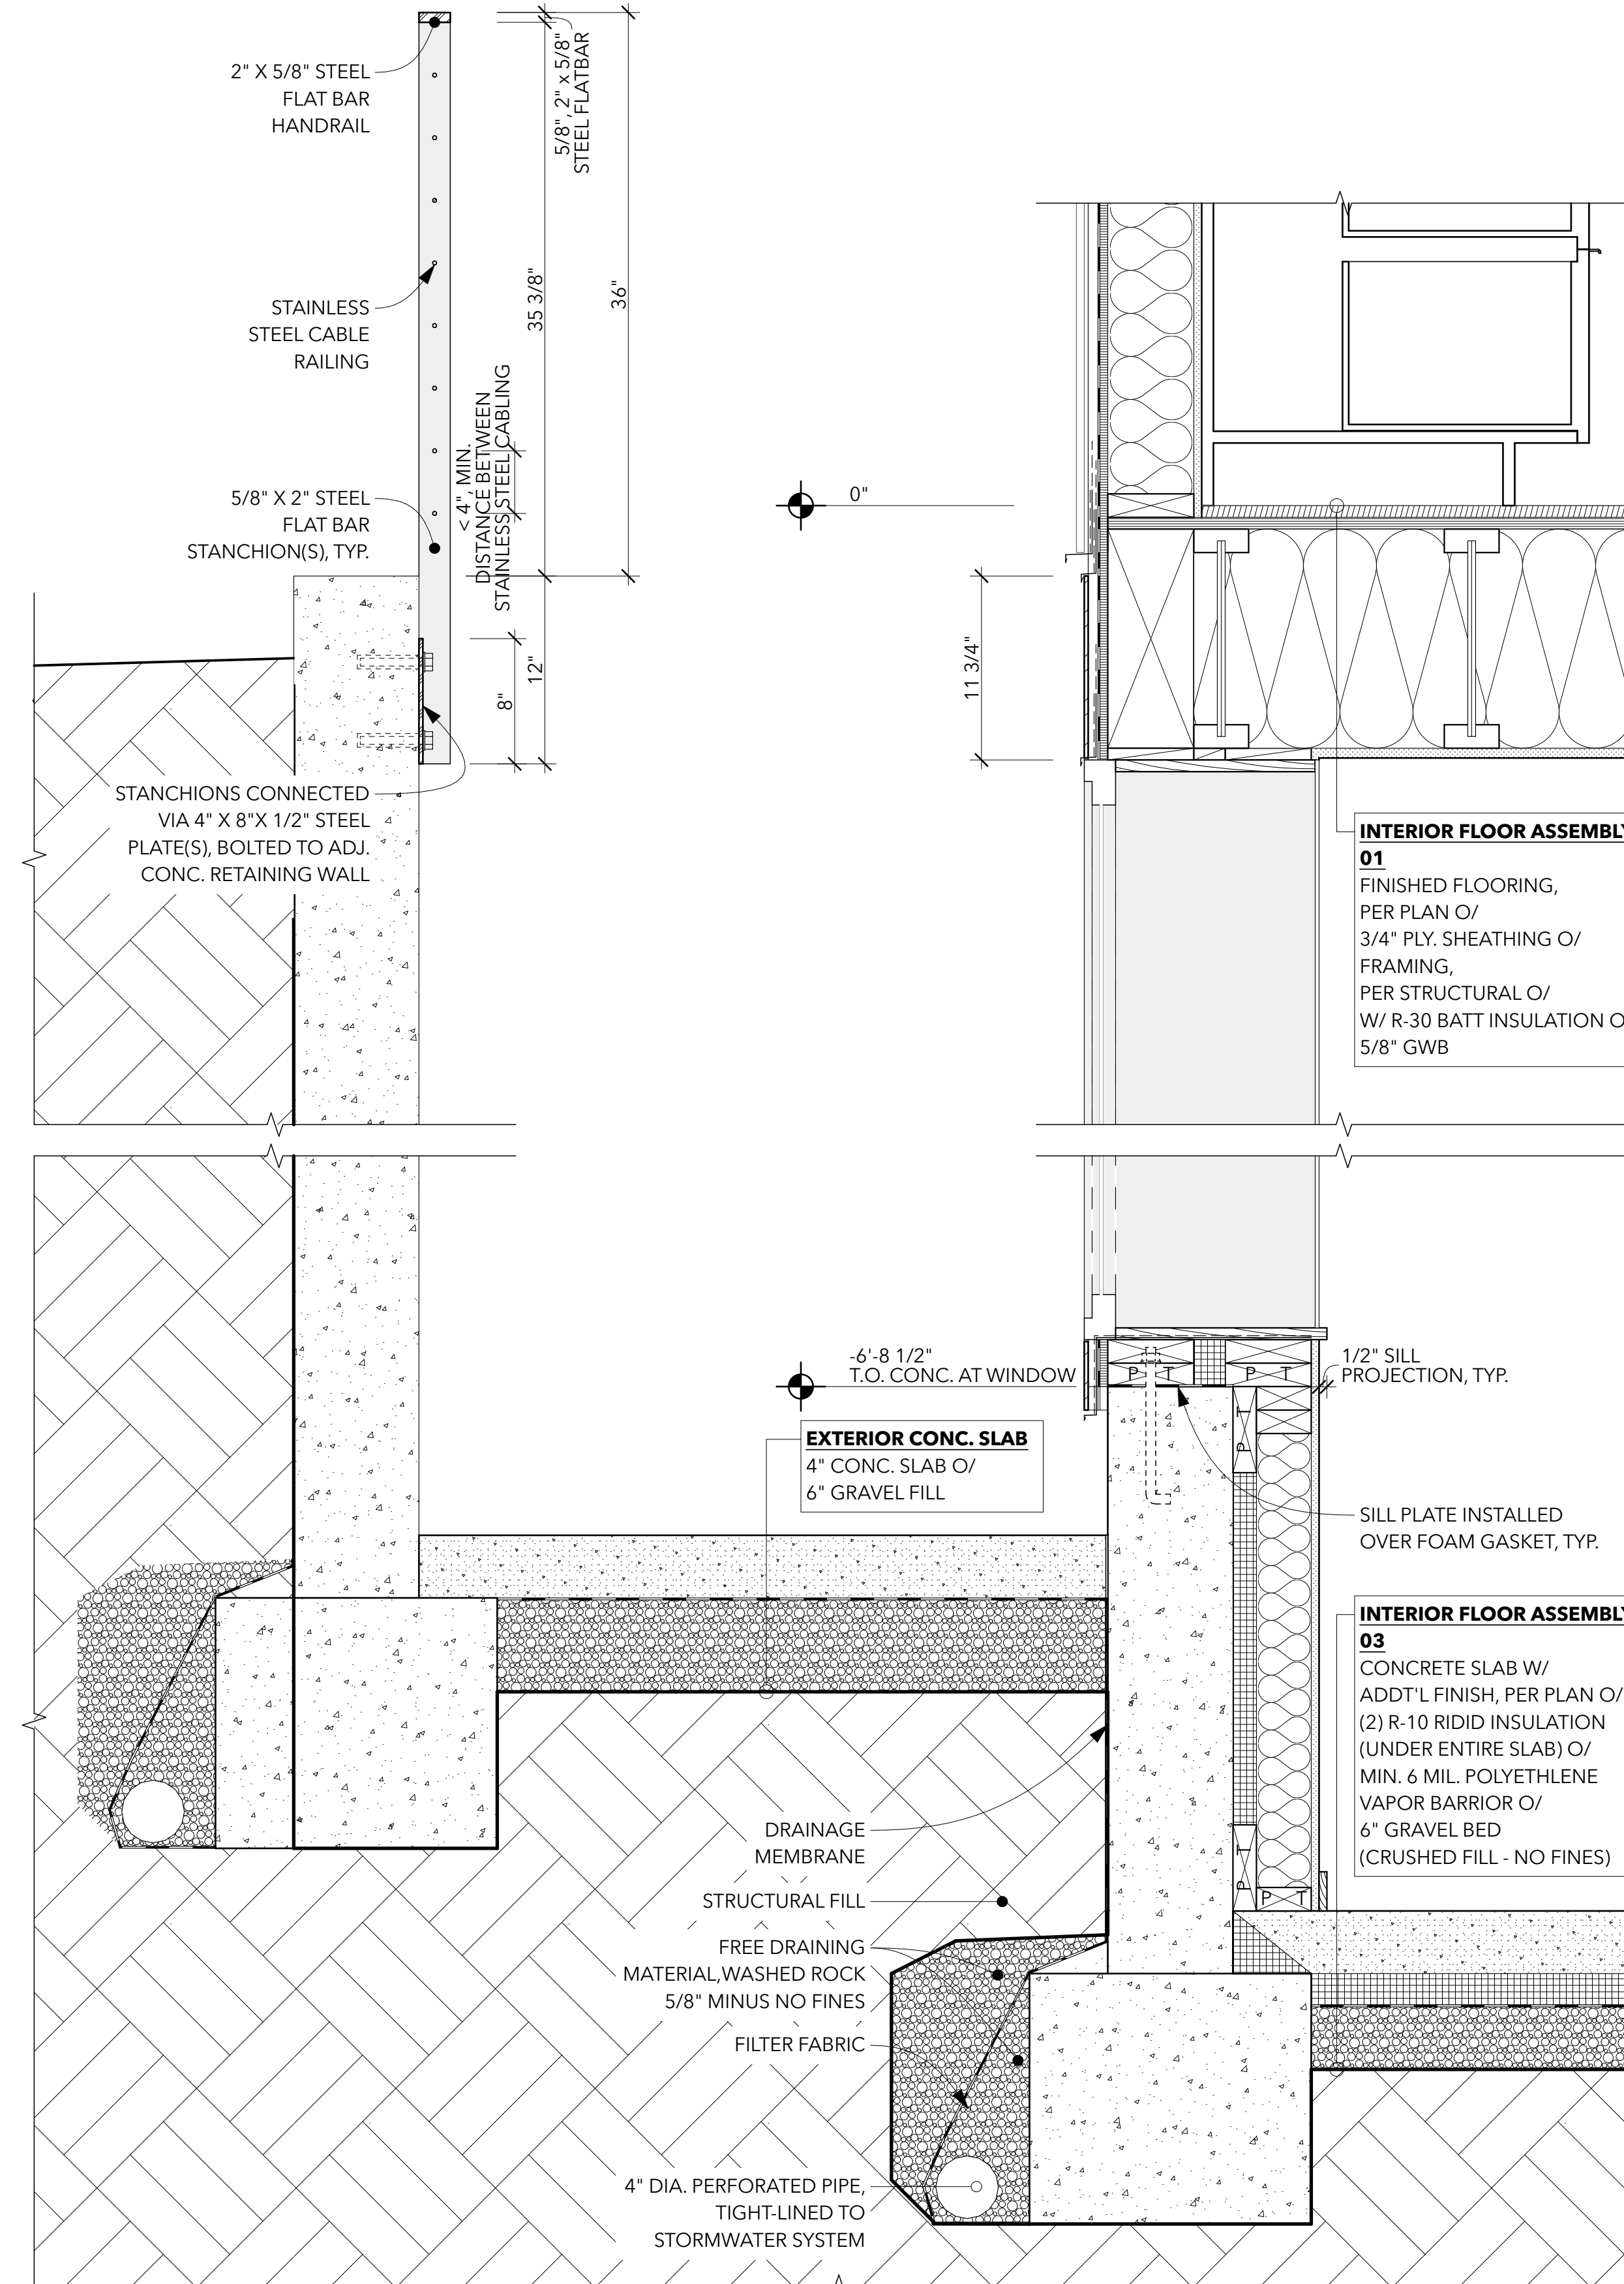 2" X 5/8" STEEL
FLAT BAR
HANDRAIL
5/8", 2" x 5/8"
STEEL FLATBAR
STAINLESS
STEEL CABLE
RAILING
35 3/8"
36"
5/8" X 2" STEEL
FLAT BAR
STANCHION(S), TYP.
< 4", MIN.
DISTANCE BETWEEN
STAINLESS STEEL CABLING
0"
8"
12"
11 3/4"
STANCHIONS CONNECTED
VIA 4" X 8"X 1/2" STEEL
PLATE(S), BOLTED TO ADJ.
CONC. RETAINING WALL
INTERIOR FLOOR ASSEMBLY
01
FINISHED FLOORING,
PER PLAN O/
3/4" PLY. SHEATHING O/
FRAMING,
PER STRUCTURAL O/
W/ R-30 BATT INSULATION O
5/8" GWB
-6'-8 1/2"
T.O. CONC. AT WINDOW
P T
P T
1/2" SILL
PROJECTION, TYP.
P T
EXTERIOR CONC. SLAB
4" CONC. SLAB O/
6" GRAVEL FILL
SILL PLATE INSTALLED
OVER FOAM GASKET, TYP.
INTERIOR FLOOR ASSEMBLY
03
CONCRETE SLAB W/
ADDT'L FINISH, PER PLAN O/
(2) R-10 RIDID INSULATION
(UNDER ENTIRE SLAB) O/
MIN. 6 MIL. POLYETHLENE
VAPOR BARRIER O/
6" GRAVEL BED
(CRUSHED FILL - NO FINES)
P T
P T
DRAINAGE
MEMBRANE
STRUCTURAL FILL
FREE DRAINING
MATERIAL,WASHED ROCK
5/8" MINUS NO FINES
FILTER FABRIC
4" DIA. PERFORATED PIPE,
TIGHT-LINED TO
STORMWATER SYSTEM